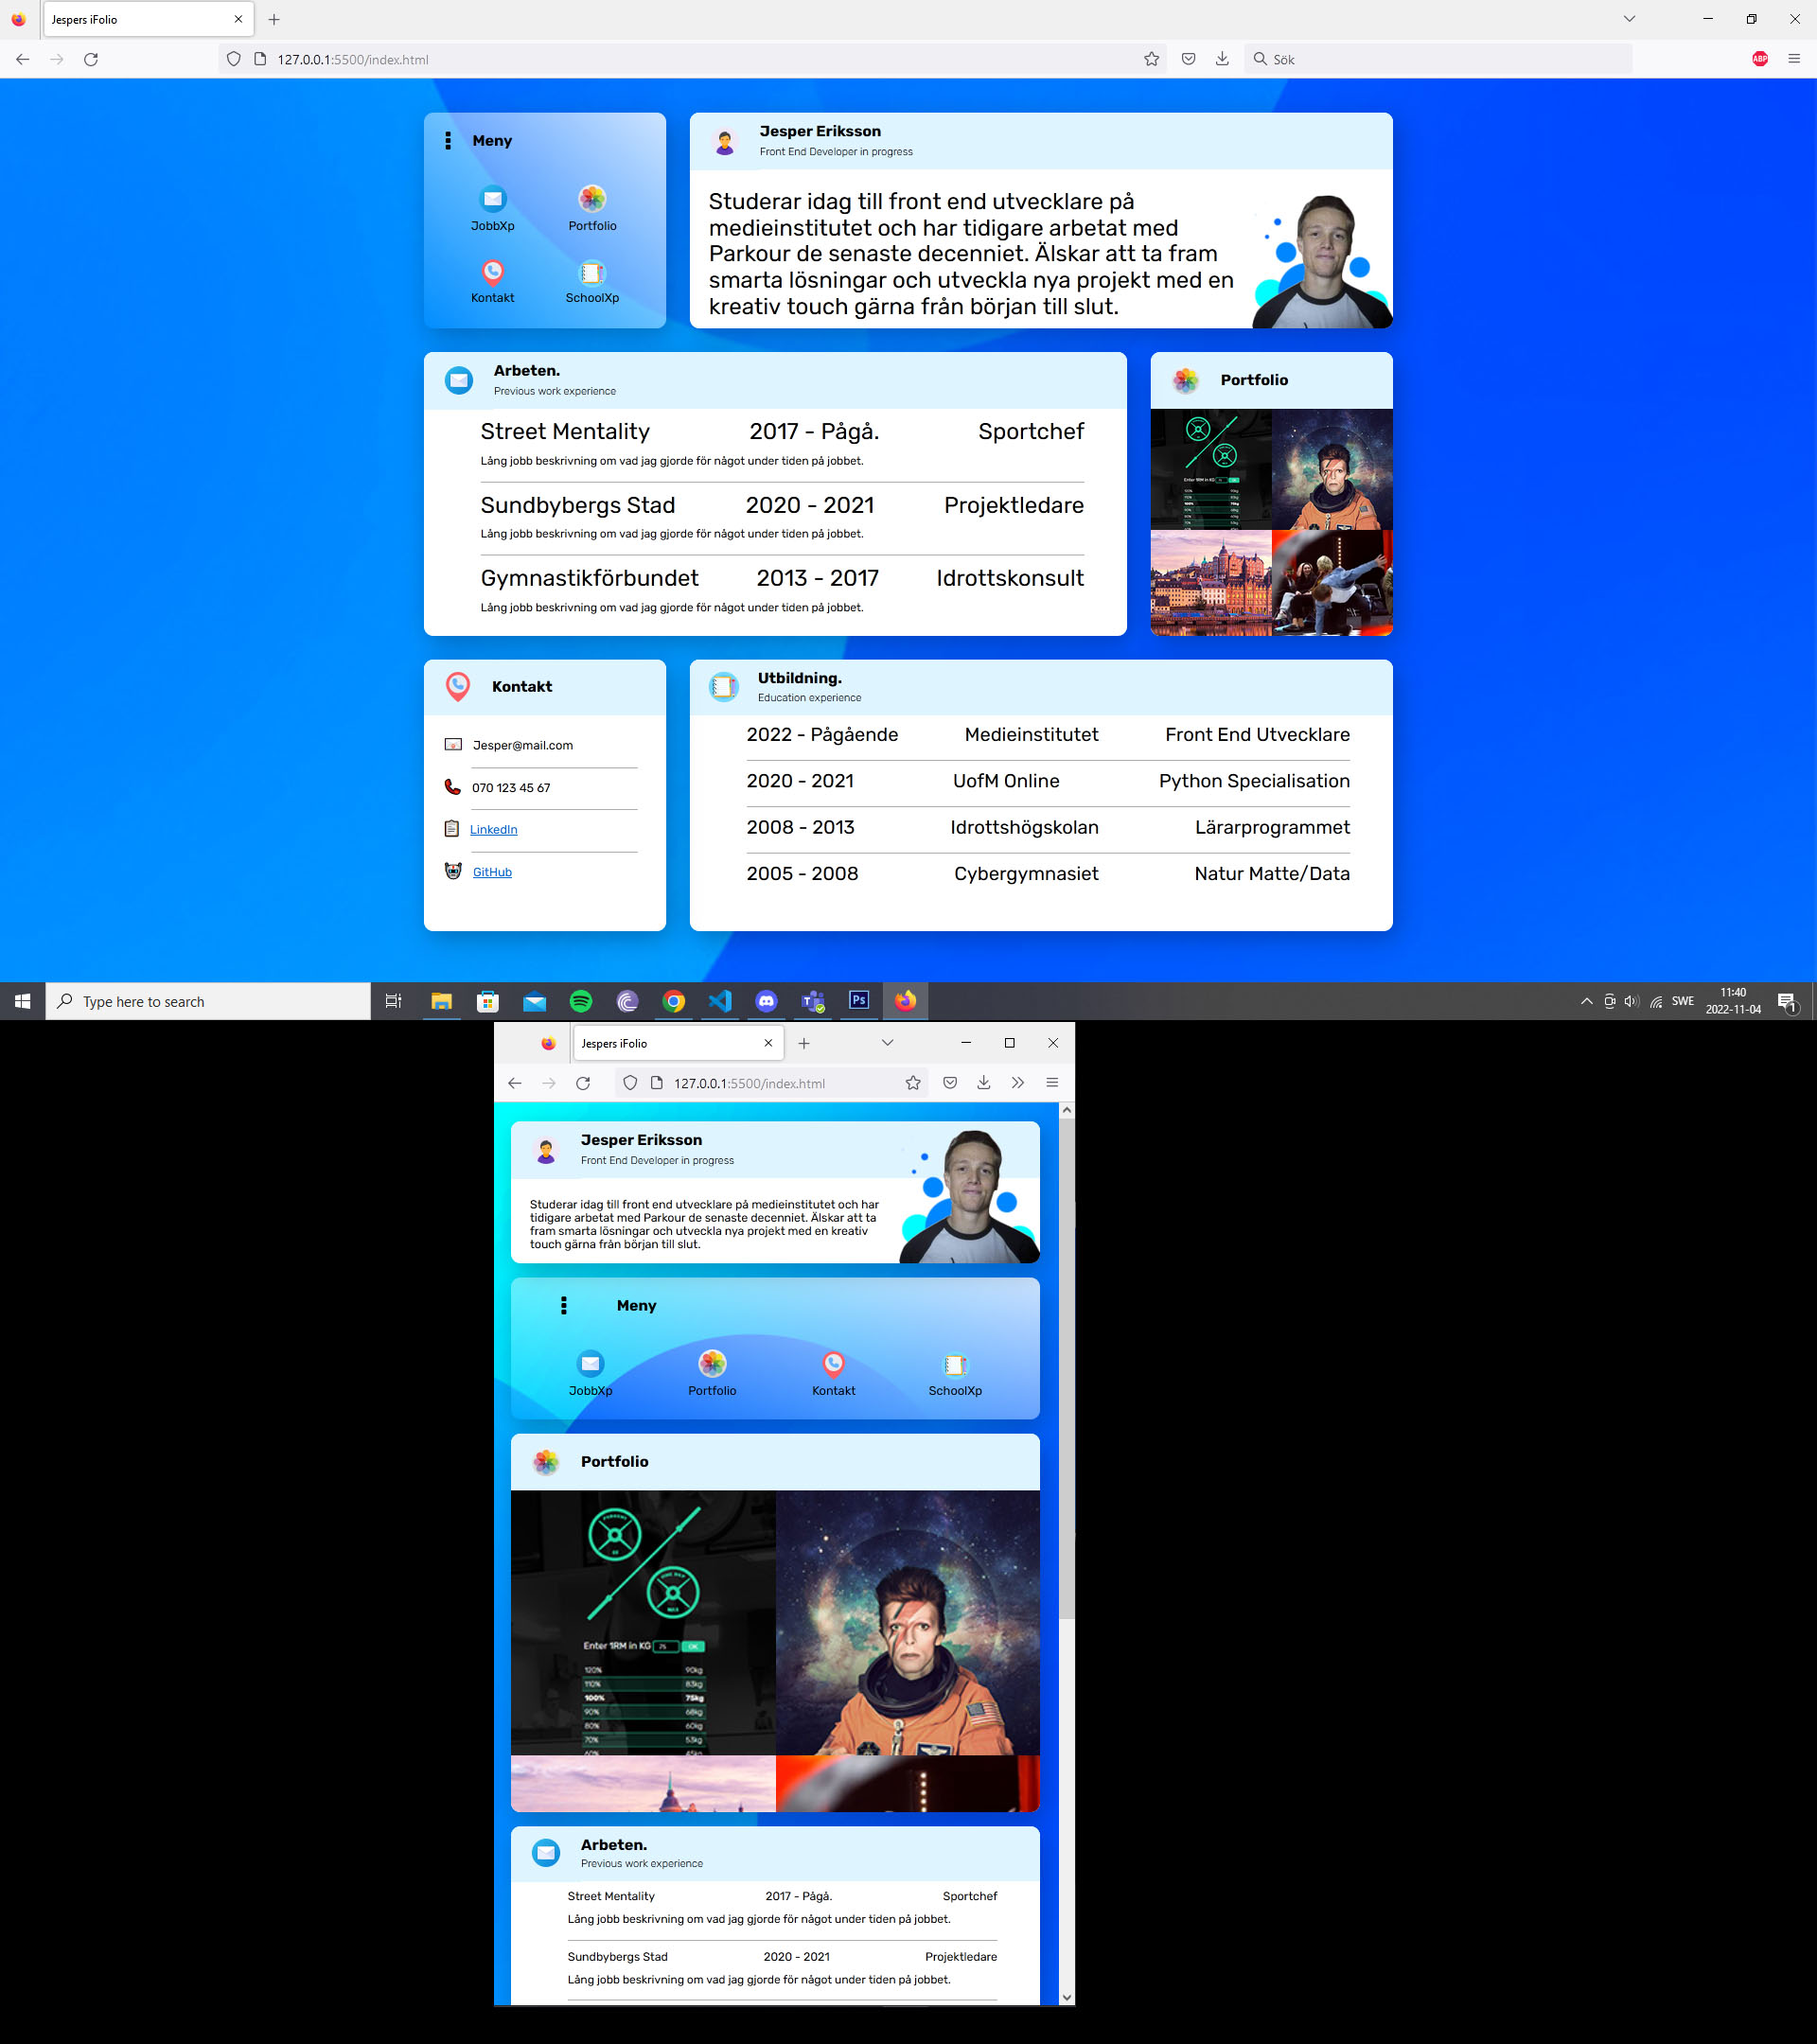 Jespers iFolio
127.0.0.1:5500/index.html
Sök
ABP
Meny
JobbXp
Portfolio
Kontakt
SchoolXp
Jesper Eriksson
Front End Developer in progress
Studerar idag till front end utvecklare på
medieinstitutet och har tidigare arbetat med
Parkour de senaste decenniet. Älskar att ta fram
smarta lösningar och utveckla nya projekt med en
kreativ touch gärna från början till slut.
Arbeten.
Previous work experience
Street Mentality 2017 - Pågå. Sportchef
Lång jobb beskrivning om vad jag gjorde för något under tiden på jobbet.
Sundbybergs Stad 2020 - 2021 Projektledare
Lång jobb beskrivning om vad jag gjorde för något under tiden på jobbet.
Gymnastikförbundet 2013 - 2017 Idrottskonsult
Lång jobb beskrivning om vad jag gjorde för något under tiden på jobbet.
Portfolio
Enter 1RM in KG 75 OK
Kontakt
Jesper@mail.com
070 123 45 67
LinkedIn
GitHub
Utbildning.
Education experience
2022 - Pågående Medieinstitutet Front End Utvecklare
2020 - 2021 UofM Online Python Specialisation
2008 - 2013 Idrottshögskolan Lärarprogrammet
2005 - 2008 Cybergymnasiet Natur Matte/Data
Type here to search
Ps
SWE
11:40
2022-11-04
1
Jespers iFolio
127.0.0.1:5500/index.html
Jesper Eriksson
Front End Developer in progress
Studerar idag till front end utvecklare på medieinstitutet och har
tidigare arbetat med Parkour de senaste decenniet. Älskar att ta
fram smarta lösningar och utveckla nya projekt med en kreativ
touch gärna från början till slut.
Meny
JobbXp
Portfolio
Kontakt
SchoolXp
Portfolio
Enter 1RM in KG 75 OK
120% 90kg
110% 83kg
100% 75kg
90% 68kg
80% 60kg
70% 53kg
60% 45kg
Arbeten.
Previous work experience
Street Mentality 2017 - Pågå. Sportchef
Lång jobb beskrivning om vad jag gjorde för något under tiden på jobbet.
Sundbybergs Stad 2020 - 2021 Projektledare
Lång jobb beskrivning om vad jag gjorde för något under tiden på jobbet.